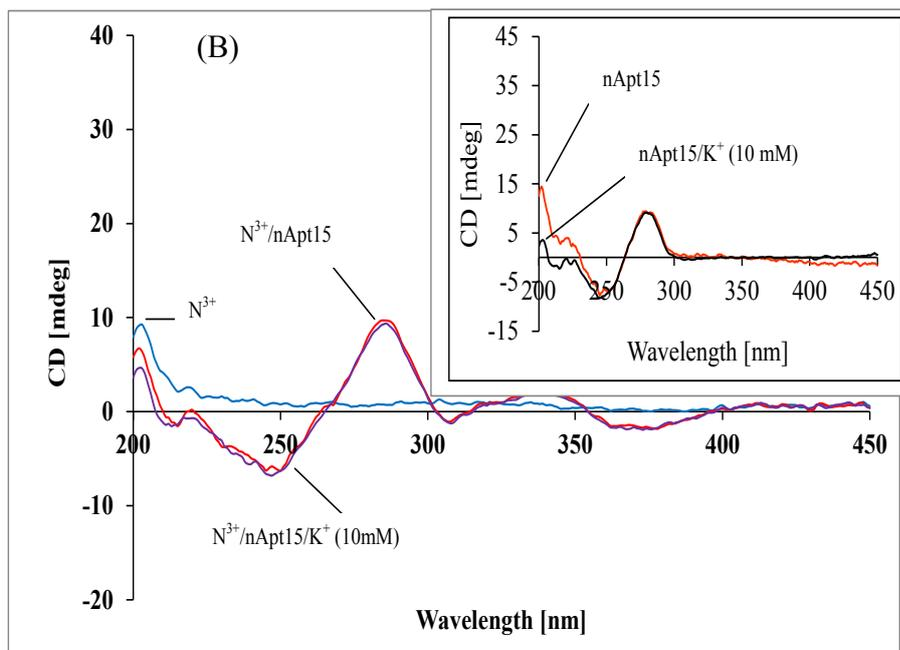 (B)
CD [mdeg]
40
30
20
10
0
-10
-20
200
250
300
350
400
450
Wavelength [nm]
N³⁺
N³⁺/nApt15
N³⁺/nApt15/K⁺ (10mM)
CD [mdeg]
45
35
25
15
5
-5
-15
200
250
300
350
400
450
Wavelength [nm]
nApt15
nApt15/K⁺ (10 mM)